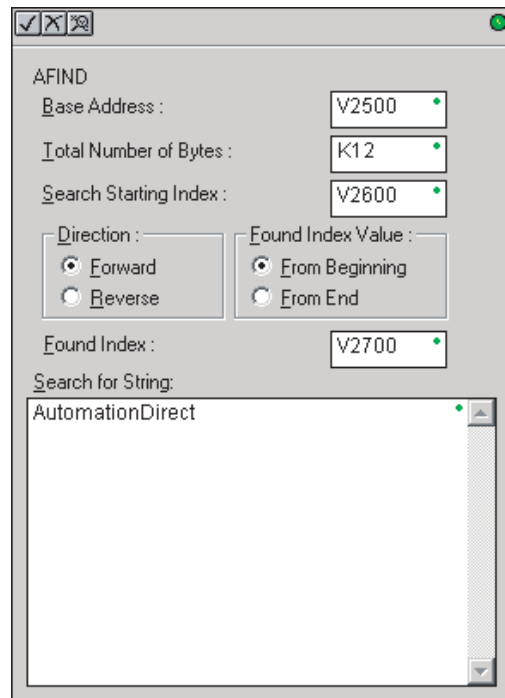 AFIND
Base Address : V2500
Total Number of Bytes : K12
Search Starting Index : V2600
Direction : Found Index Value :
Forward From Beginning
Reverse From End
Found Index : V2700
Search for String:
AutomationDirect